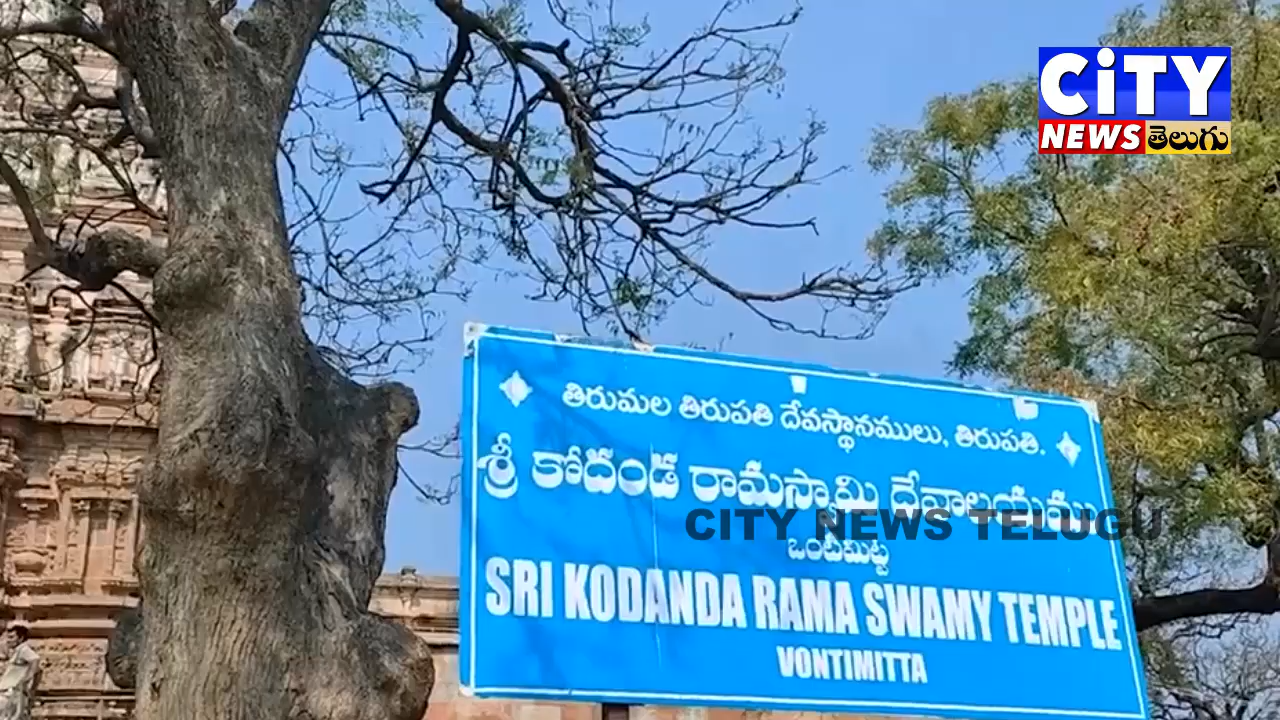 CiTY
NEWS తెలుగు
తిరుమల తిరుపతి దేవస్థానములు, తిరుపతి.
శ్రీ కోదండ రామస్వామి దేవాలయము
CITY NEWS TELUGU
ఒంటిమిట్ట
SRI KODANDA RAMA SWAMY TEMPLE
VONTIMITTA